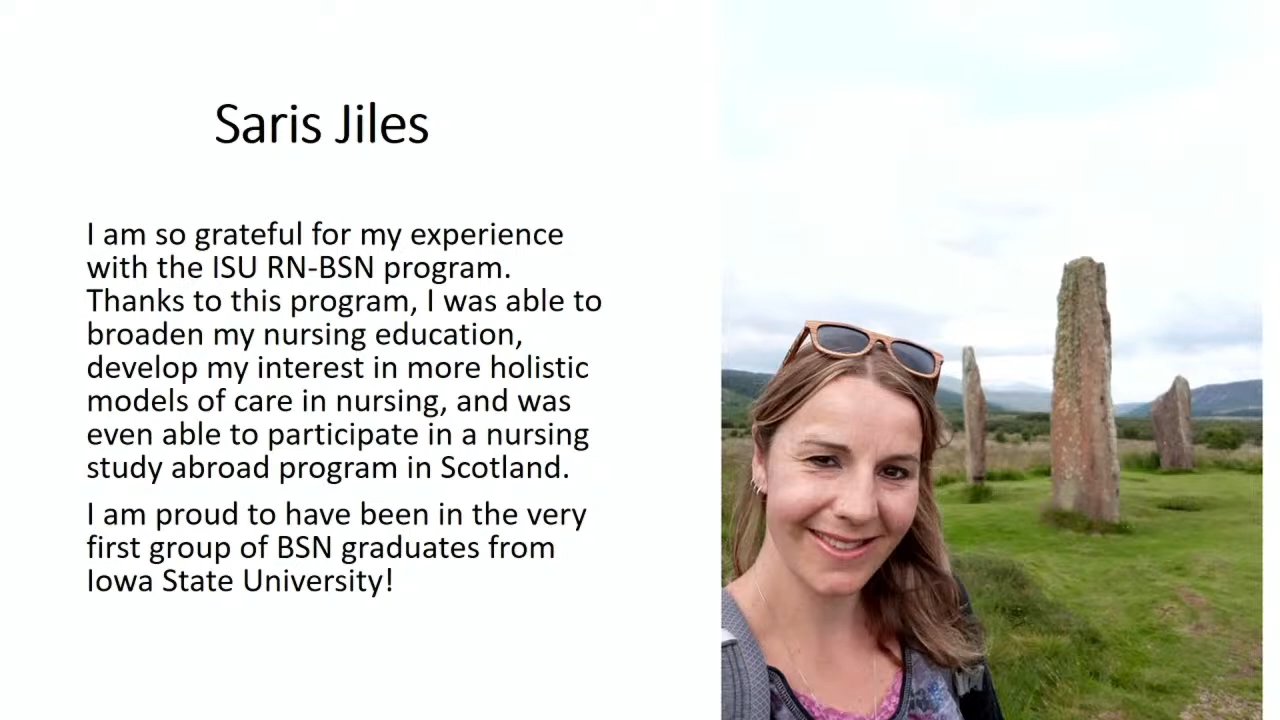 Saris Jiles
I am so grateful for my experience
with the ISU RN-BSN program.
Thanks to this program, I was able to
broaden my nursing education,
develop my interest in more holistic
models of care in nursing, and was
even able to participate in a nursing
study abroad program in Scotland.
I am proud to have been in the very
first group of BSN graduates from
Iowa State University!